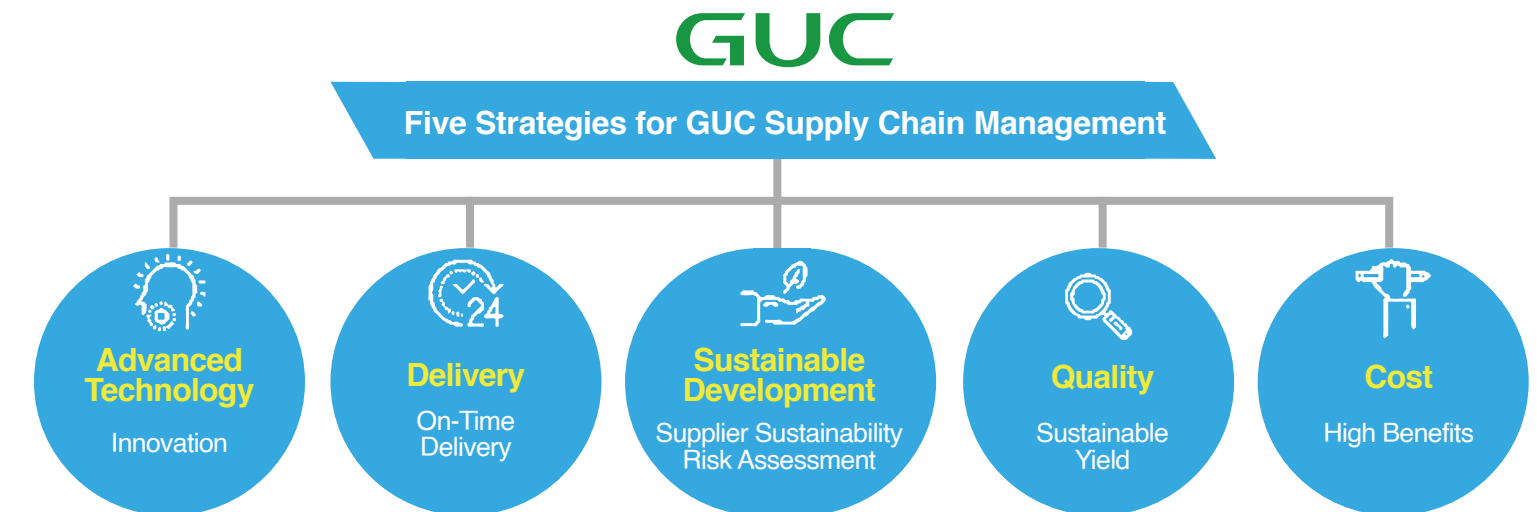 GUC
Five Strategies for GUC Supply Chain Management
24
Advanced
Technology
Innovation
Delivery
On-Time
Delivery
Sustainable
Development
Supplier Sustainability
Risk Assessment
Quality
Sustainable
Yield
Cost
High Benefits